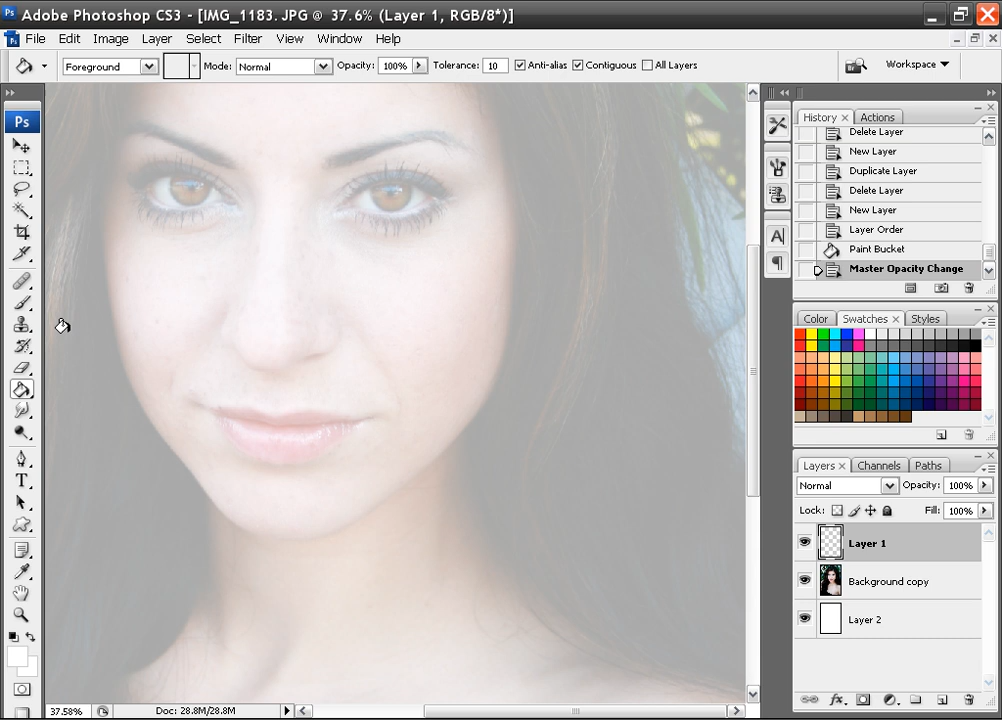 Ps Adobe Photoshop CS3 - [IMG_1183.JPG @ 37.6% (Layer 1, RGB/8*)]
Ps File Edit Image Layer Select Filter View Window Help
Foreground Mode: Normal Opacity: 100% Tolerance: 10 Anti-alias Contiguous All Layers Workspace
Ps
T
37.58% Doc: 28.8M/28.8M
A
History Actions
Delete Layer
New Layer
Duplicate Layer
Delete Layer
New Layer
Layer Order
Paint Bucket
Master Opacity Change
Color Swatches Styles
Layers Channels Paths
Normal Opacity: 100%
Lock: Fill: 100%
Layer 1
Background copy
Layer 2
fx